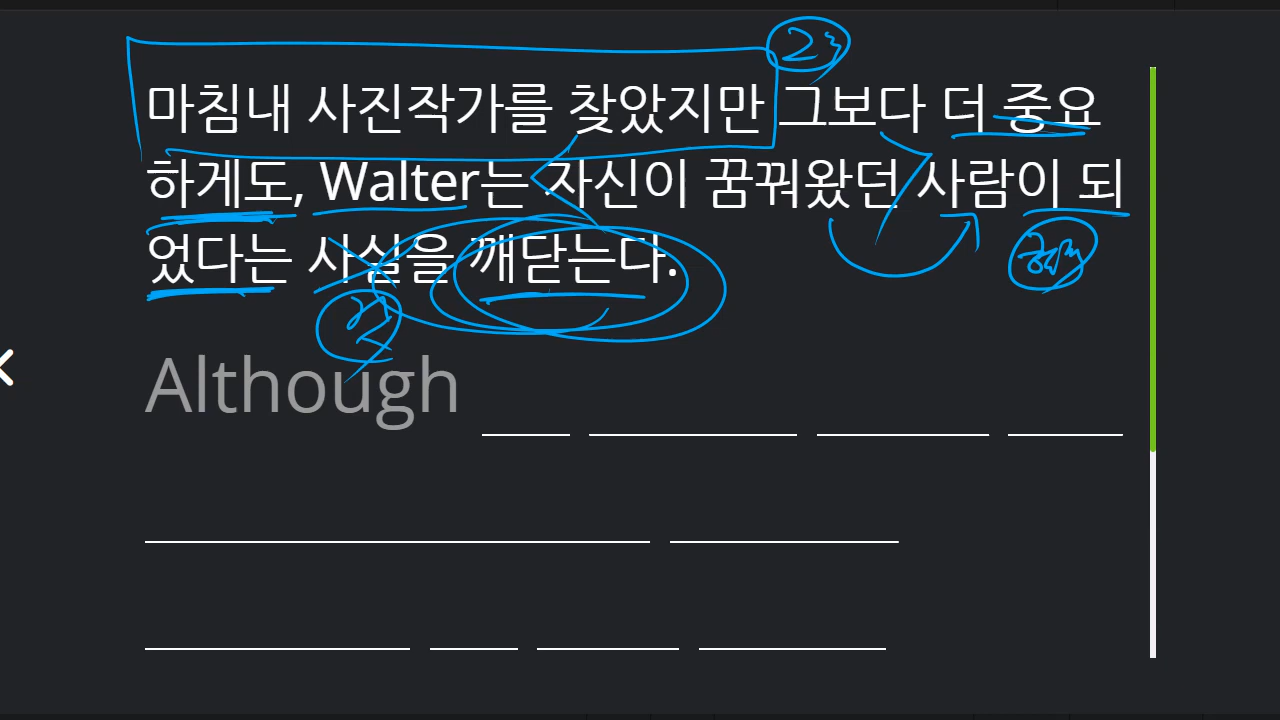 마침내 사진작가를 찾았지만 그보다 더 중요
하게도, Walter는 자신이 꿈꿔왔던 사람이 되
었다는 사실을 깨닫는다.
Although